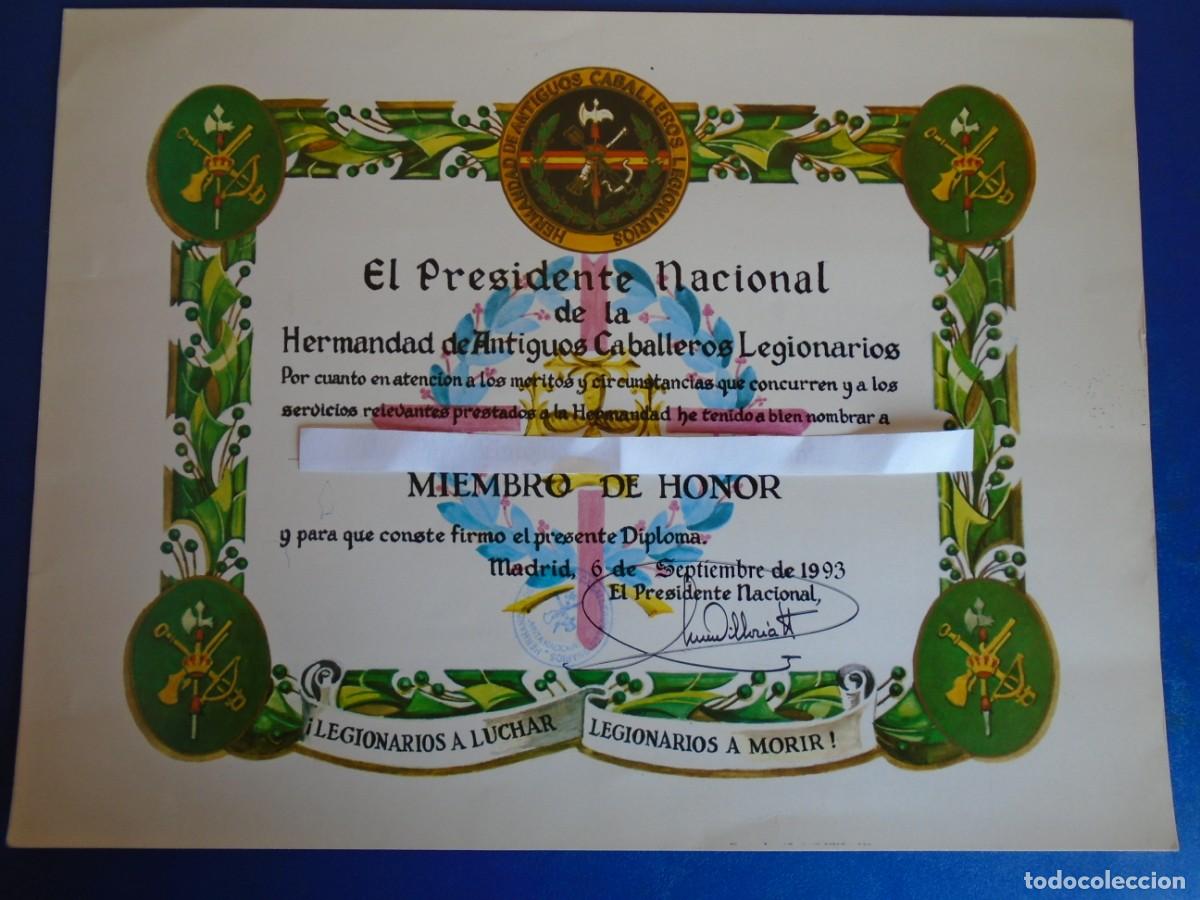 HERMANDAD DE ANTIGUOS CABALLEROS LEGIONARIOS
El Presidente Nacional
de la
Hermandad de Antiguos Caballeros Legionarios
Por cuanto en atencion a los meritos y circunstancias que concurren y a los
servicios relevantes prestados a la Hermandad he tenido a bien nombrar a
MIEMBRO DE HONOR
y para que conste firmo el presente Diploma.
Madrid, 6 de Septiembre de 1993
El Presidente Nacional,
¡LEGIONARIOS A LUCHAR
LEGIONARIOS A MORIR!
todocoleccion